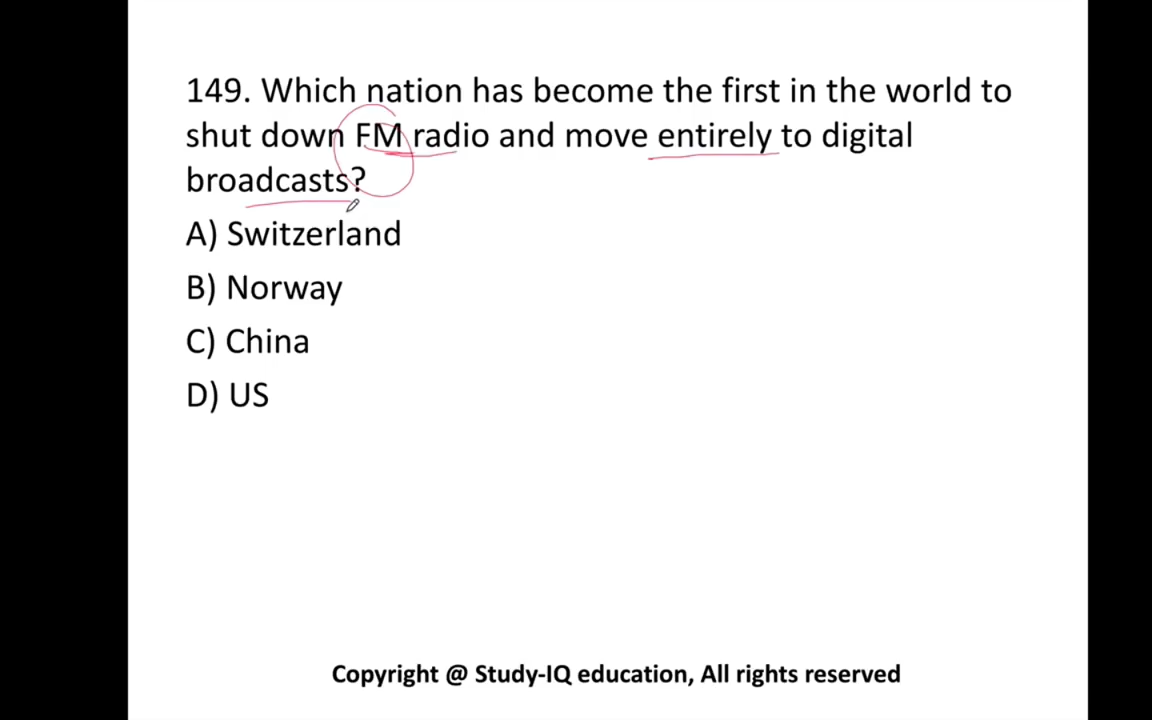 149. Which nation has become the first in the world to
shut down FM radio and move entirely to digital
broadcasts?
A) Switzerland
B) Norway
C) China
D) US
Copyright @ Study-IQ education, All rights reserved